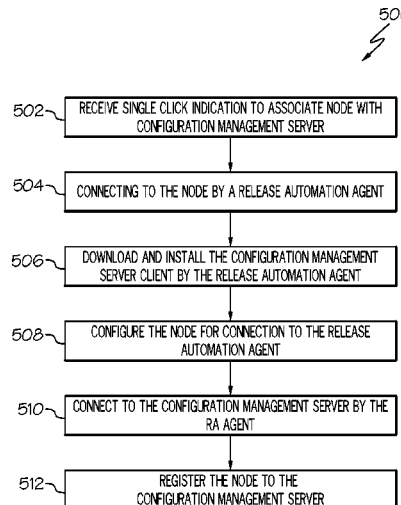 50
502
RECEIVE SINGLE CLICK INDICATION TO ASSOCIATE NODE WITH
CONFIGURATION MANAGEMENT SERVER
504
CONNECTING TO THE NODE BY A RELEASE AUTOMATION AGENT
506
DOWNLOAD AND INSTALL THE CONFIGURATION MANAGEMENT
SERVER CLIENT BY THE RELEASE AUTOMATION AGENT
508
CONFIGURE THE NODE FOR CONNECTION TO THE RELEASE
AUTOMATION AGENT
510
CONNECT TO THE CONFIGURATION MANAGEMENT SERVER BY THE
RA AGENT
512
REGISTER THE NODE TO THE
CONFIGURATION MANAGEMENT SERVER